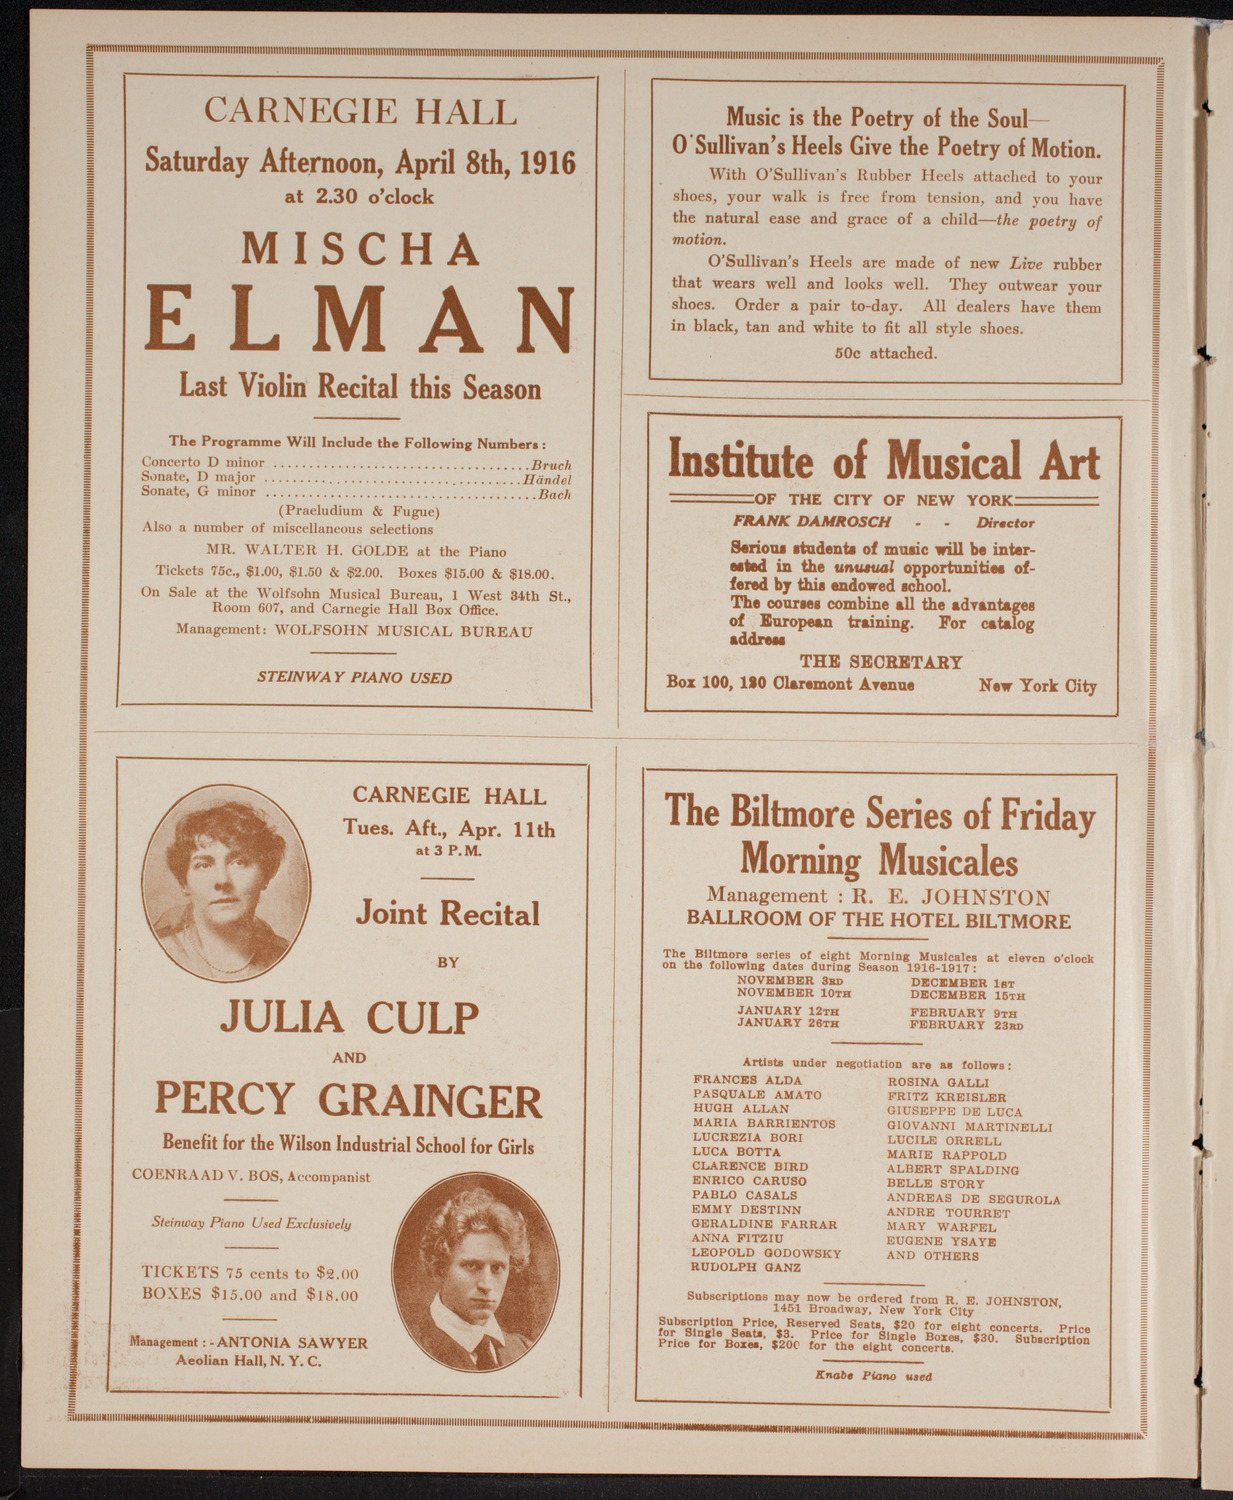 CARNEGIE HALL
Saturday Afternoon, April 8th, 1916
at 2.30 o'clock
MISCHA
ELMAN
Last Violin Recital this Season
The Programme Will Include the Following Numbers:
Concerto D minor ................................... Bruch
Sonate, D major .................................... Händel
Sonate, G minor ...................................... Bach
(Praeludium & Fugue)
Also a number of miscellaneous selections
MR. WALTER H. GOLDE at the Piano
Tickets 75c., $1.00, $1.50 & $2.00. Boxes $15.00 & $18.00.
On Sale at the Wolfsohn Musical Bureau, 1 West 34th St.,
Room 607, and Carnegie Hall Box Office.
Management: WOLFSOHN MUSICAL BUREAU
STEINWAY PIANO USED
Music is the Poetry of the Soul—
O'Sullivan's Heels Give the Poetry of Motion.
With O'Sullivan's Rubber Heels attached to your
shoes, your walk is free from tension, and you have
the natural ease and grace of a child—the poetry of
motion.
O'Sullivan's Heels are made of new Live rubber
that wears well and looks well. They outwear your
shoes. Order a pair to-day. All dealers have them
in black, tan and white to fit all style shoes.
50c attached.
Institute of Musical Art
OF THE CITY OF NEW YORK
FRANK DAMROSCH - - Director
Serious students of music will be inter-
ested in the unusual opportunities of-
fered by this endowed school.
The courses combine all the advantages
of European training. For catalog
address
THE SECRETARY
Box 100, 120 Claremont Avenue New York City
CARNEGIE HALL
Tues. Aft., Apr. 11th
at 3 P.M.
Joint Recital
BY
JULIA CULP
AND
PERCY GRAINGER
Benefit for the Wilson Industrial School for Girls
COENRAAD V. BOS, Accompanist
Steinway Piano Used Exclusively
TICKETS 75 cents to $2.00
BOXES $15.00 and $18.00
Management: - ANTONIA SAWYER
Aeolian Hall, N. Y. C.
The Biltmore Series of Friday
Morning Musicales
Management : R. E. JOHNSTON
BALLROOM OF THE HOTEL BILTMORE
The Biltmore series of eight Morning Musicales at eleven o'clock
on the following dates during Season 1916-1917:
NOVEMBER 3RD DECEMBER 1ST
NOVEMBER 10TH DECEMBER 15TH
JANUARY 12TH FEBRUARY 9TH
JANUARY 26TH FEBRUARY 23RD
Artists under negotiation are as follows:
FRANCES ALDA
PASQUALE AMATO
HUGH ALLAN
MARIA BARRIENTOS
LUCREZIA BORI
LUCA BOTTA
CLARENCE BIRD
ENRICO CARUSO
PABLO CASALS
EMMY DESTINN
GERALDINE FARRAR
ANNA FITZIU
LEOPOLD GODOWSKY
RUDOLPH GANZ
ROSINA GALLI
FRITZ KREISLER
GIUSEPPE DE LUCA
GIOVANNI MARTINELLI
LUCILE ORRELL
MARIE RAPPOLD
ALBERT SPALDING
BELLE STORY
ANDREAS DE SEGUROLA
ANDRE TOURRET
MARY WARFEL
EUGENE YSAYE
AND OTHERS
Subscriptions may now be ordered from R. E. JOHNSTON,
1451 Broadway, New York City
Subscription Price, Reserved Seats, $20 for eight concerts. Price
for Single Seats, $3. Price for Single Boxes, $30. Subscription
Price for Boxes, $200 for the eight concerts.
Knabe Piano used